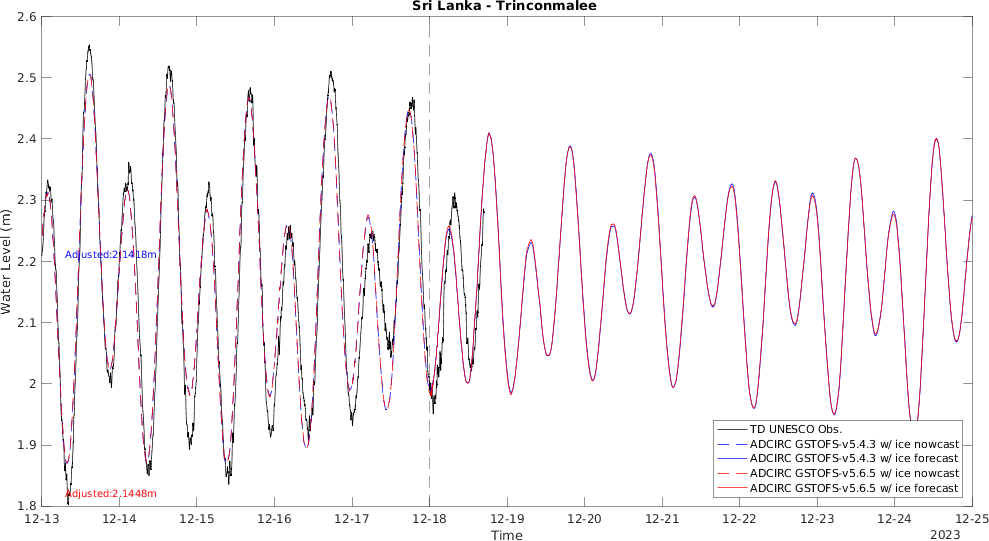 Sri Lanka - Trinconmalee
2.6
2.5
2.4
2.3
2.2
2.1
2
1.9
1.8
Water Level (m)
Adjusted:2.1418m
Adjusted:2.1448m
TD UNESCO Obs.
ADCIRC GSTOFS-v5.4.3 w/ ice nowcast
ADCIRC GSTOFS-v5.4.3 w/ ice forecast
ADCIRC GSTOFS-v5.6.5 w/ ice nowcast
ADCIRC GSTOFS-v5.6.5 w/ ice forecast
12-13 12-14 12-15 12-16 12-17 12-18 12-19 12-20 12-21 12-22 12-23 12-24 12-25
Time
2023